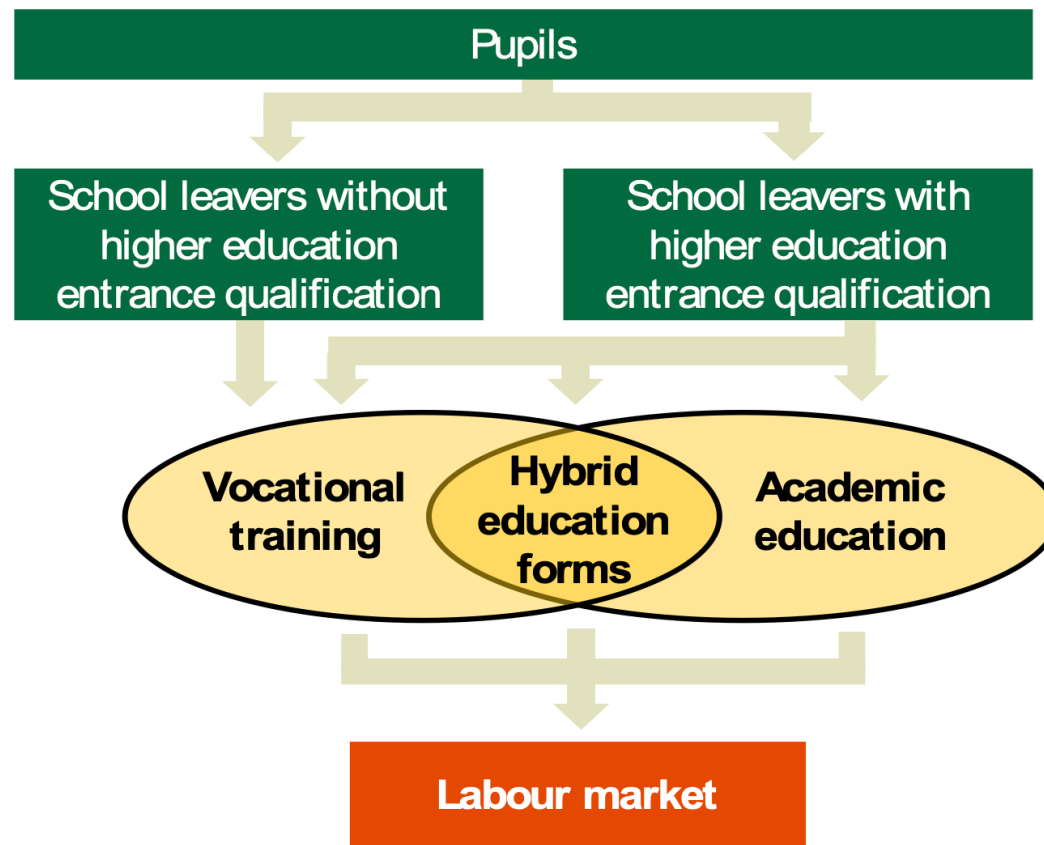 Pupils
School leavers without
higher education
entrance qualification
School leavers with
higher education
entrance qualification
Vocational
training
Hybrid
education
forms
Academic
education
Labour market